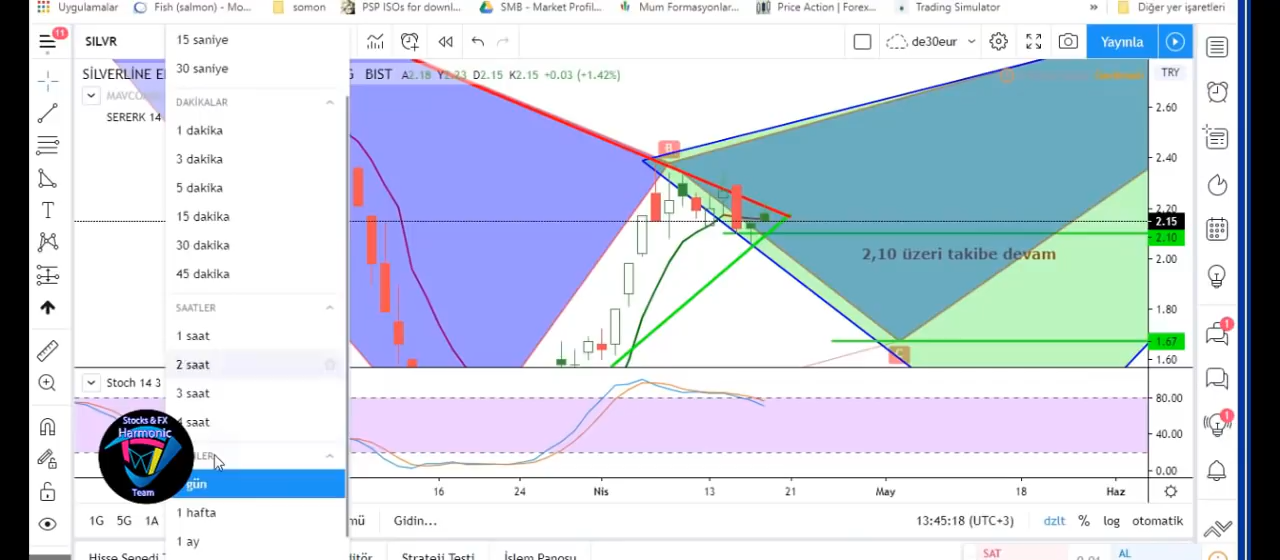 Uygulamalar
Fish (salmon) - Mi...
somon
PSP ISOs for downl...
SMB - Market Profil...
Mum Formasyonlar...
Price Action | Forex...
Trading Simulator
Diğer yer işaretleri
11
SILVR
de30eur
Yayınla
SİLVERLİNE E
G BIST A2.18 Y2.23 D2.15 K2.15 +0.03 (+1.42%)
TRY
SERERK 14
15 saniye
30 saniye
DAKİKALAR
1 dakika
3 dakika
5 dakika
15 dakika
30 dakika
45 dakika
SAATLER
1 saat
2 saat
3 saat
saat
gün
1 hafta
1 ay
B
C
2,10 üzeri takibe devam
2.60
2.40
2.20
2.15
2.10
2.00
1.80
1.67
1.60
Stoch 14 3
80.00
40.00
0.00
Stocks & FX
Harmonic
Team
16
24
Nis
13
21
May
18
Haz
1G 5G 1A
Gidin...
13:45:18 (UTC+3)
dzlt % log otomatik
Hisse Senedi T
Strateji Testi
İşlem Panosu
SAT
AL
1
1